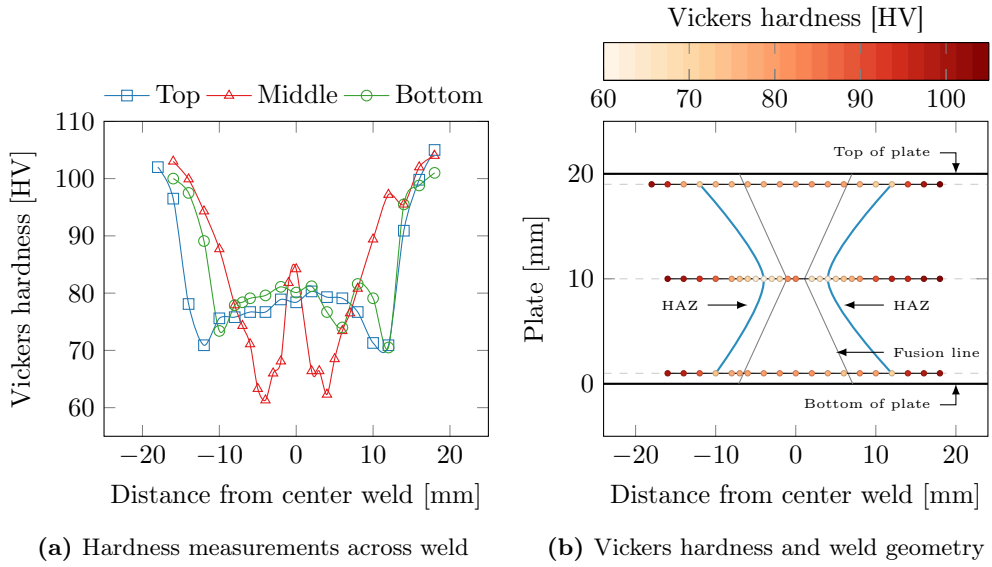 Vickers hardness [HV]
60 70 80 90 100
Top Middle Bottom
110
100
90
80
70
60
Vickers hardness [HV]
−20 −10 0 10 20
Distance from center weld [mm]
(a) Hardness measurements across weld
20
10
0
Plate [mm]
Top of plate
HAZ HAZ
Fusion line
Bottom of plate
−20 −10 0 10 20
Distance from center weld [mm]
(b) Vickers hardness and weld geometry